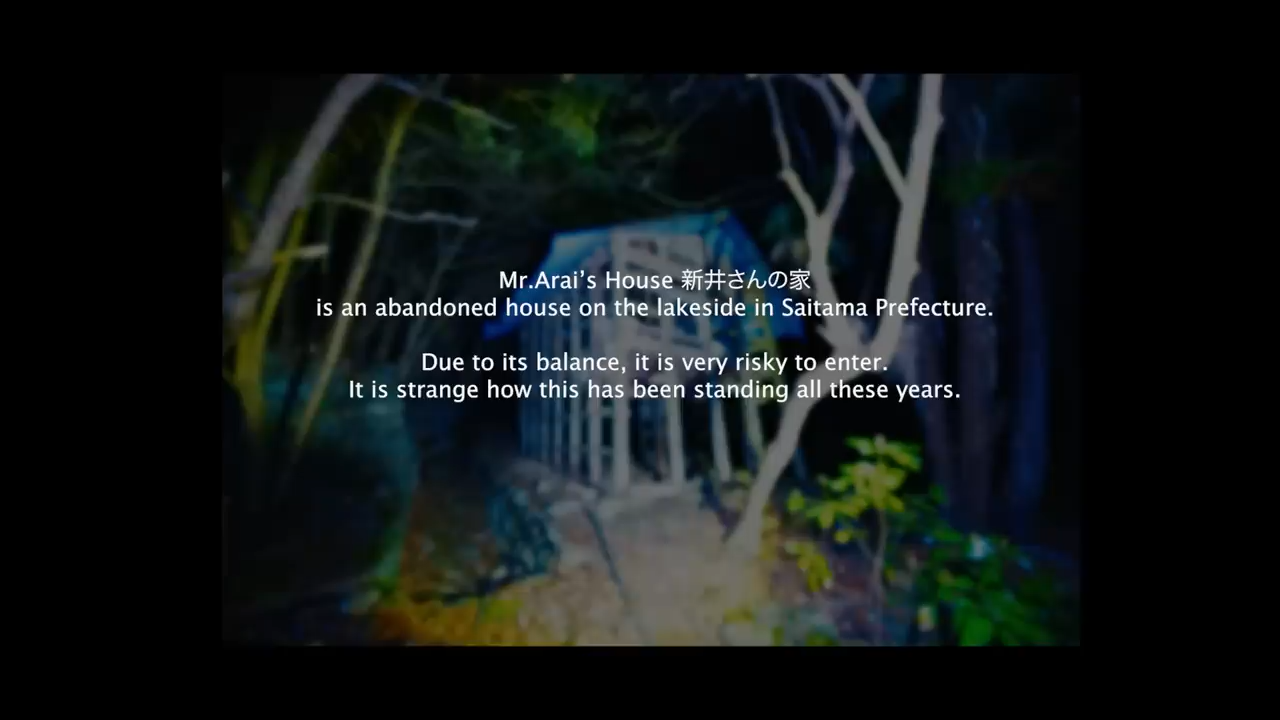 Mr.Arai's House 新井さんの家
is an abandoned house on the lakeside in Saitama Prefecture.
Due to its balance, it is very risky to enter.
It is strange how this has been standing all these years.